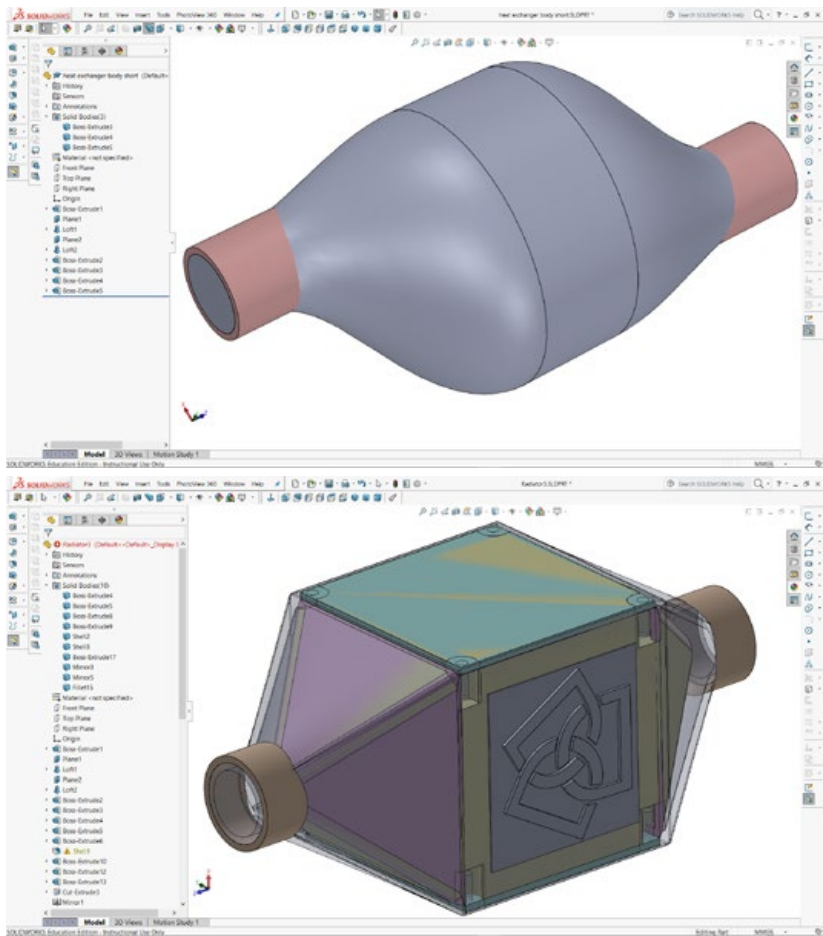 SOLIDWORKS File Edit View Insert Tools PhotoView 360 Window Help heat exchanger body short.SLDPRT * Search SOLIDWORKS Help
heat exchanger body short (Default<
History
Sensors
Annotations
Solid Bodies(3)
Boss-Extrude3
Boss-Extrude4
Boss-Extrude5
Material <not specified>
Front Plane
Top Plane
Right Plane
Origin
Boss-Extrude1
Plane1
Loft1
Plane2
Loft2
Boss-Extrude2
Boss-Extrude3
Boss-Extrude4
Boss-Extrude5
Model 3D Views Motion Study 1
SOLIDWORKS Education Edition - Instructional Use Only MMGS
SOLIDWORKS File Edit View Insert Tools PhotoView 360 Window Help Search SOLIDWORKS Help
History
Sensors
Annotations
Solid Bodies(10)
Boss-Extrude4
Boss-Extrude5
Boss-Extrude8
Boss-Extrude9
Shell2
Shell3
Boss-Extrude17
Mirror3
Mirror5
Material <not specified>
Front Plane
Top Plane
Right Plane
Origin
Boss-Extrude1
Plane1
Loft1
Plane2
Loft2
Boss-Extrude2
Boss-Extrude3
Boss-Extrude4
Boss-Extrude5
Boss-Extrude6
Boss-Extrude10
Boss-Extrude12
Boss-Extrude13
Cut-Extrude3
Mirror1
Model 3D Views Motion Study 1
SOLIDWORKS Education Edition - Instructional Use Only Editing Part MMGS